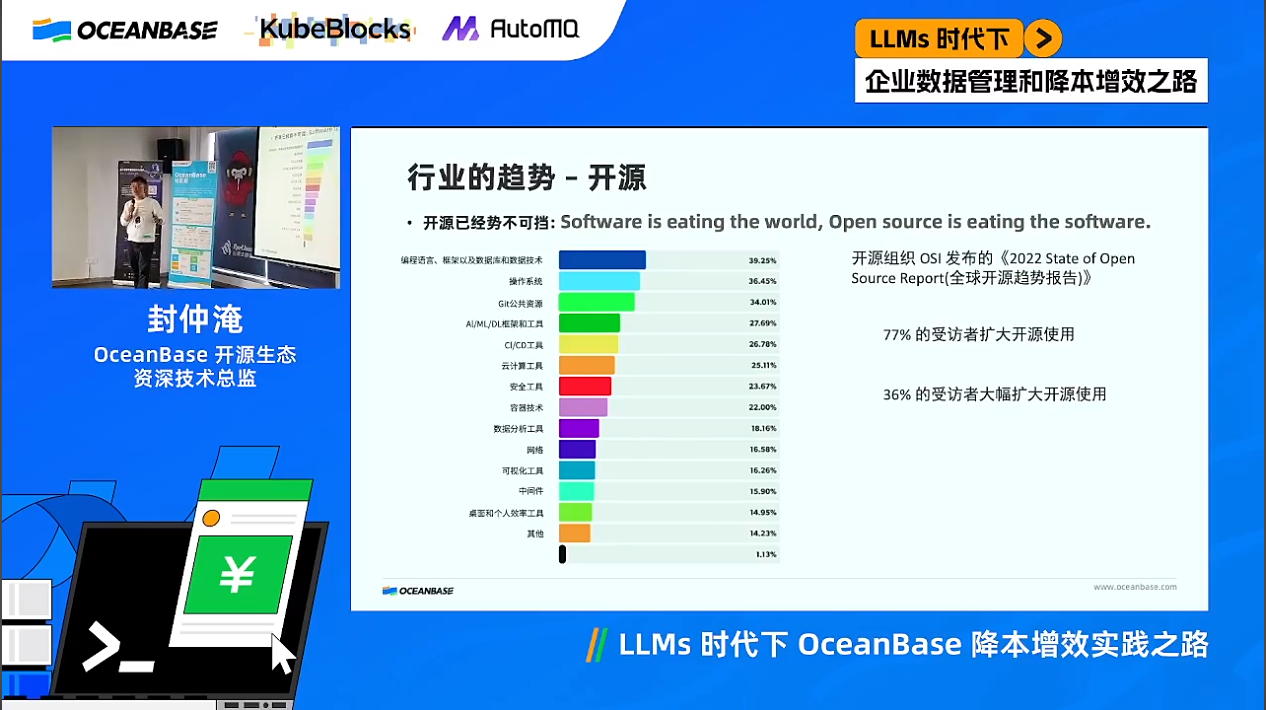 OCEANBASE
KubeBlocks
AutoMQ
LLMs 时代下
企业数据管理和降本增效之路
OceanBase
封仲淹
OceanBase 开源生态
资深技术总监
行业的趋势 – 开源
• 开源已经势不可挡: Software is eating the world, Open source is eating the software.
编程语言、框架以及数据库和数据技术 39.25%
操作系统 36.45%
Git公共资源 34.01%
AI/ML/DL框架和工具 27.69%
CI/CD工具 26.78%
云计算工具 25.11%
安全工具 23.67%
容器技术 22.00%
数据分析工具 18.16%
网络 16.58%
可视化工具 16.26%
中间件 15.90%
桌面和个人效率工具 14.95%
其他 14.23%
1.13%
开源组织 OSI 发布的《2022 State of Open
Source Report(全球开源趋势报告)》
77% 的受访者扩大开源使用
36% 的受访者大幅扩大开源使用
OCEANBASE
www.oceanbase.com
¥
>_
// LLMs 时代下 OceanBase 降本增效实践之路